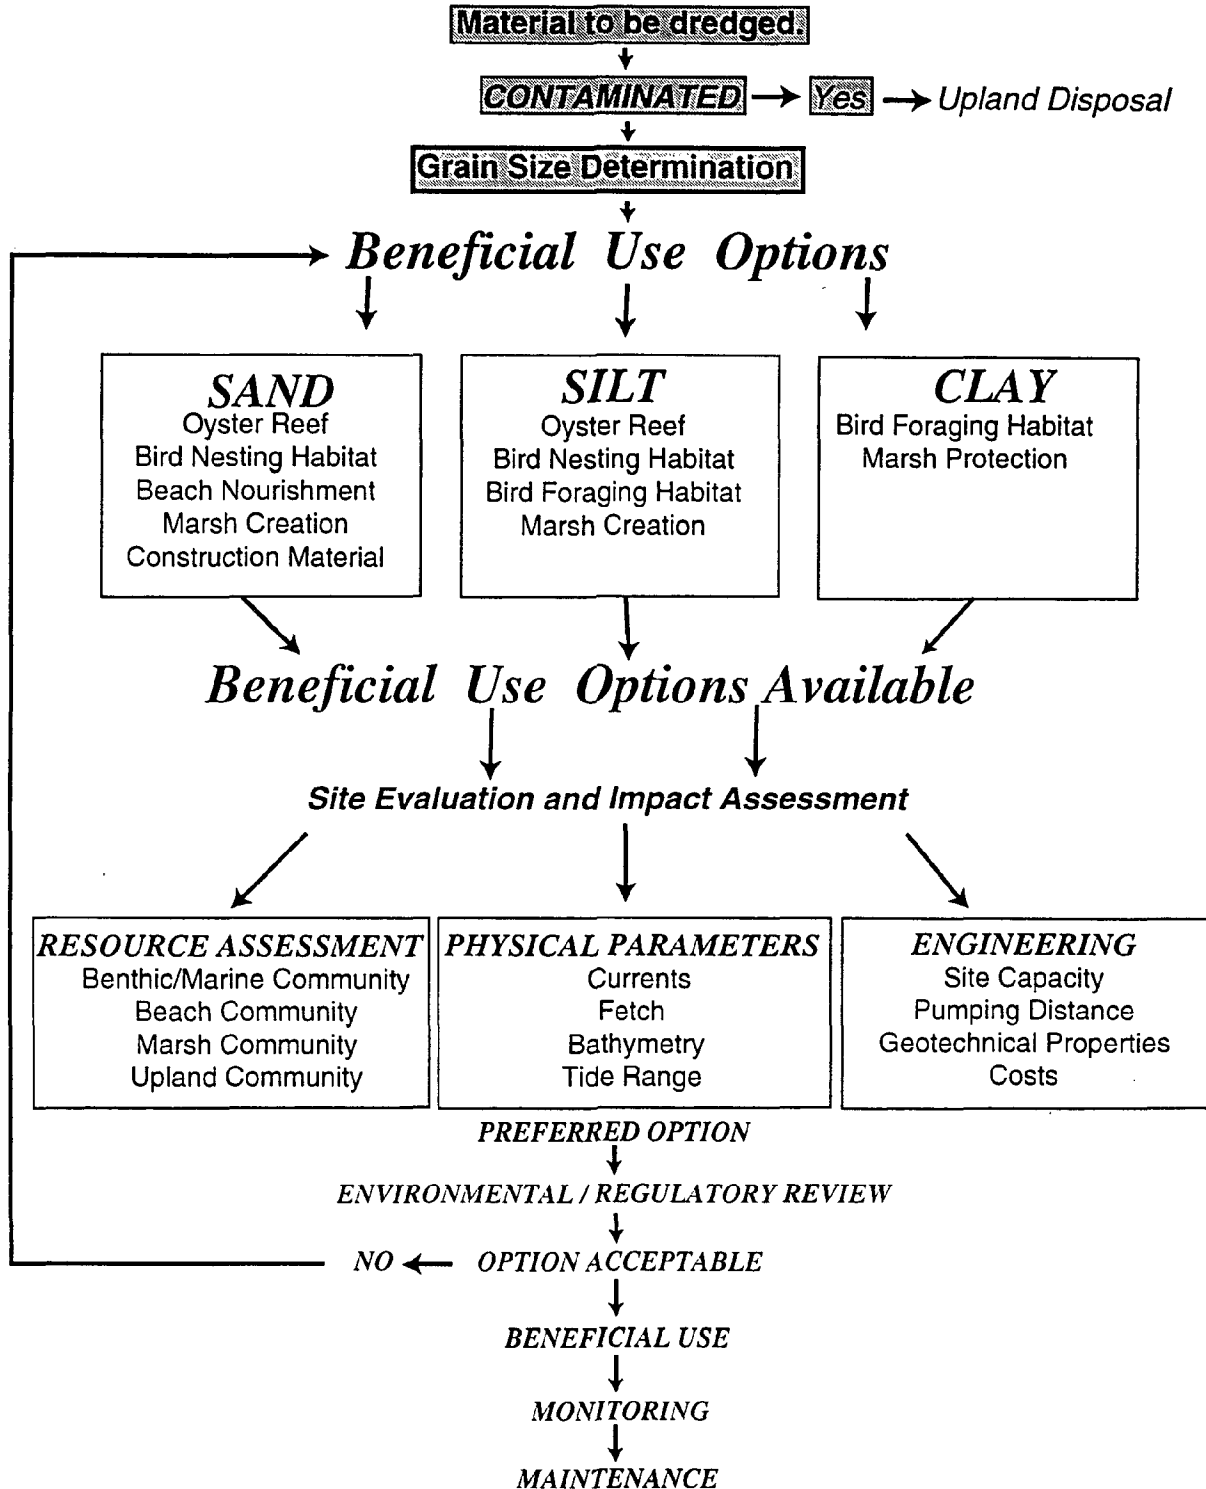 Material to be dredged.
CONTAMINATED Yes Upland Disposal
Grain Size Determination
Beneficial Use Options
SAND
Oyster Reef
Bird Nesting Habitat
Beach Nourishment
Marsh Creation
Construction Material
SILT
Oyster Reef
Bird Nesting Habitat
Bird Foraging Habitat
Marsh Creation
CLAY
Bird Foraging Habitat
Marsh Protection
Beneficial Use Options Available
Site Evaluation and Impact Assessment
RESOURCE ASSESSMENT
Benthic/Marine Community
Beach Community
Marsh Community
Upland Community
PHYSICAL PARAMETERS
Currents
Fetch
Bathymetry
Tide Range
ENGINEERING
Site Capacity
Pumping Distance
Geotechnical Properties
Costs
PREFERRED OPTION
ENVIRONMENTAL / REGULATORY REVIEW
NO OPTION ACCEPTABLE
BENEFICIAL USE
MONITORING
MAINTENANCE